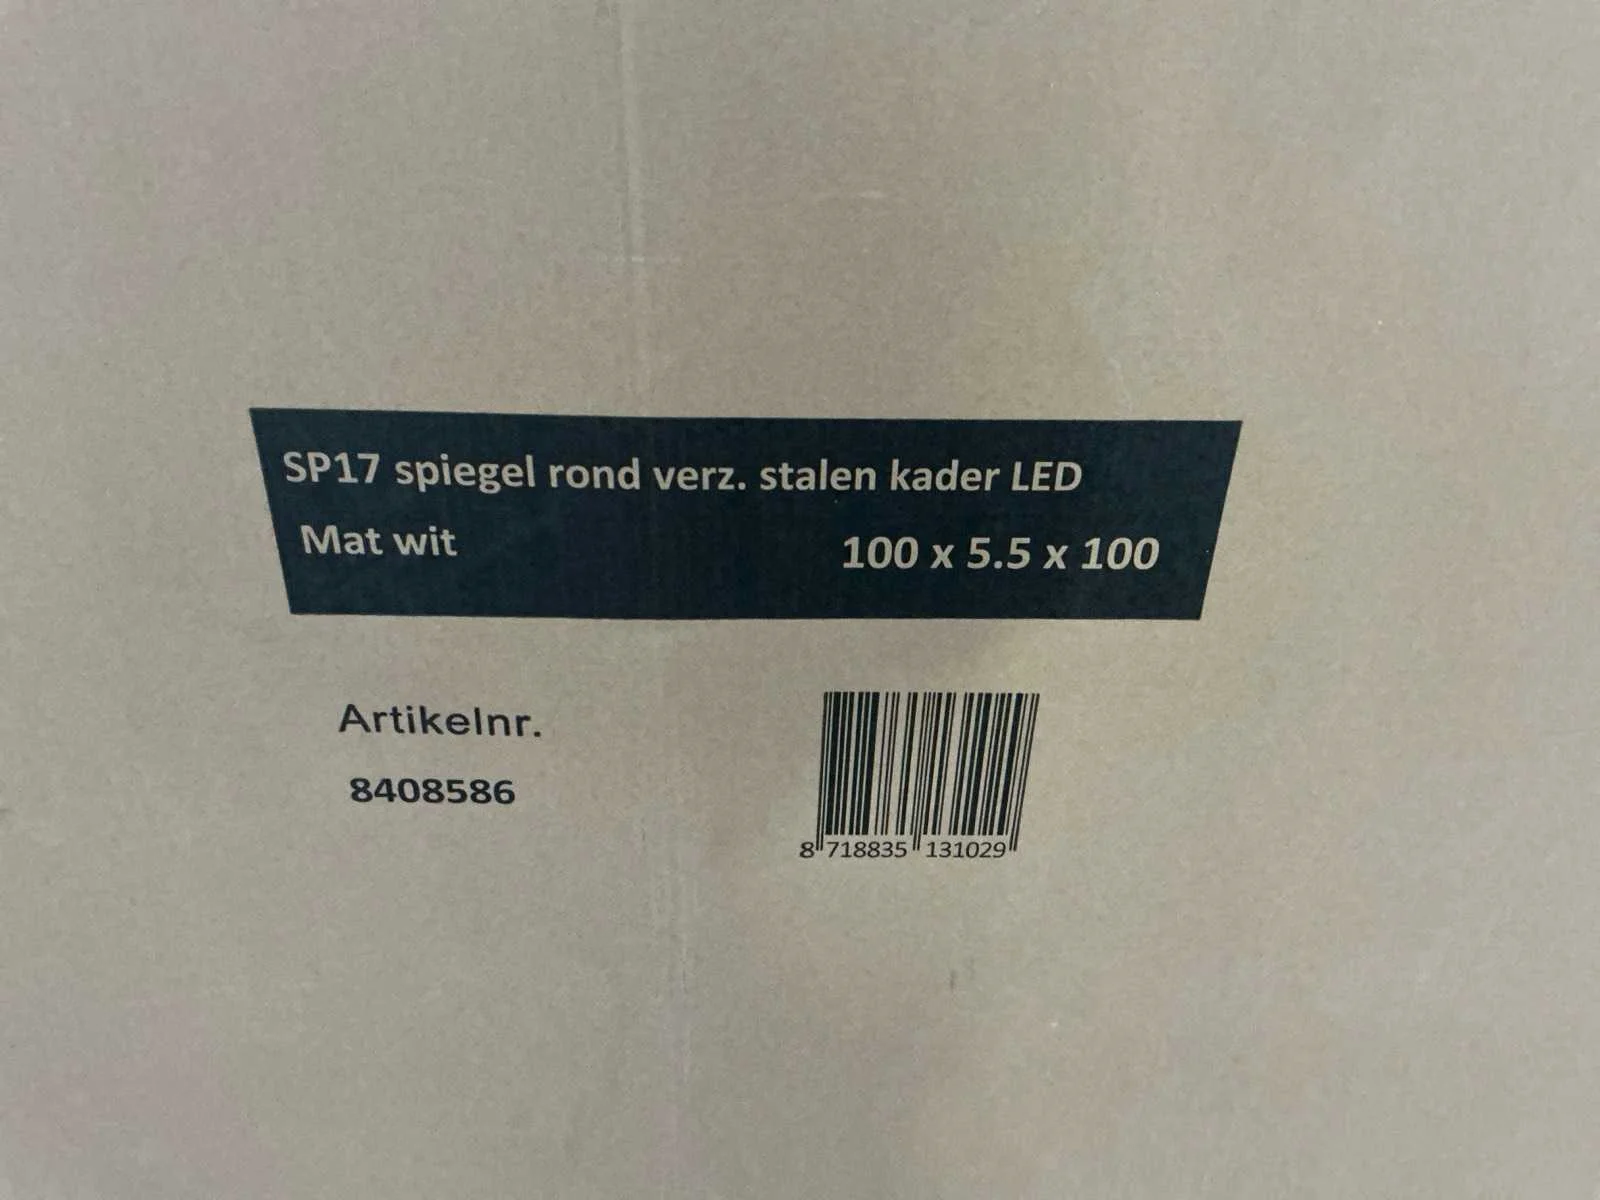 SP17 spiegel rond verz. stalen kader LED
Mat wit 100 x 5.5 x 100
Artikelnr.
8408586
8 718835 131029